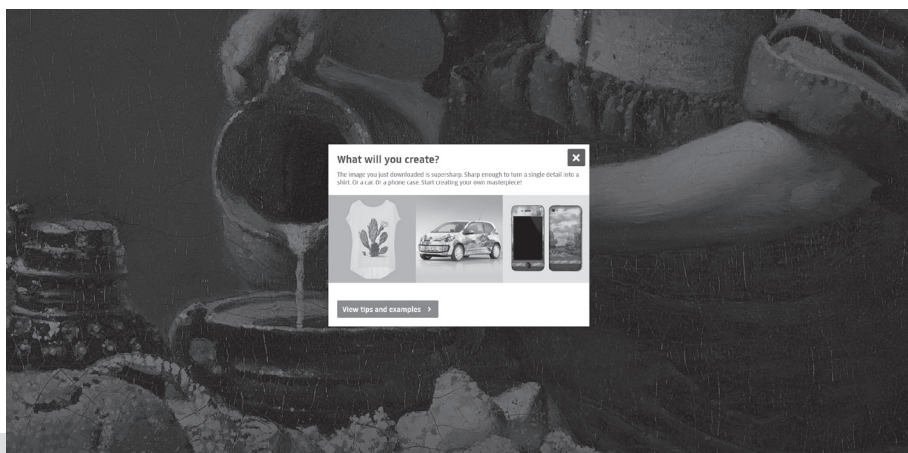 What will you create?
The image you just downloaded is supersharp. Sharp enough to turn a single detail into a
shirt. Or a car. Or a phone case. Start creating your own masterpiece!
View tips and examples >